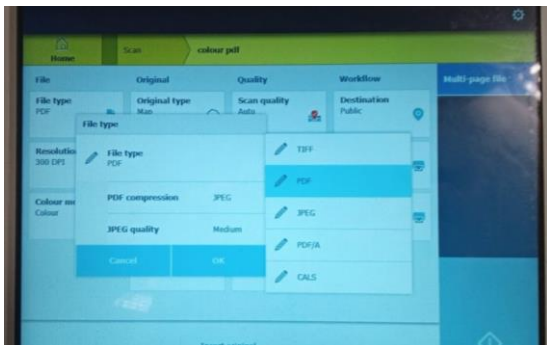 Home
Scan
colour pdf
File
Original
Quality
Workflow
Multi-page file
File type
PDF
Original type
Map
Scan quality
Auto
Destination
Public
File type
Resolution
300 DPI
File type
PDF
TIFF
PDF
JPEG
PDF/A
CALS
Colour
Colour
PDF compression
JPEG
JPEG quality
Medium
Cancel
OK